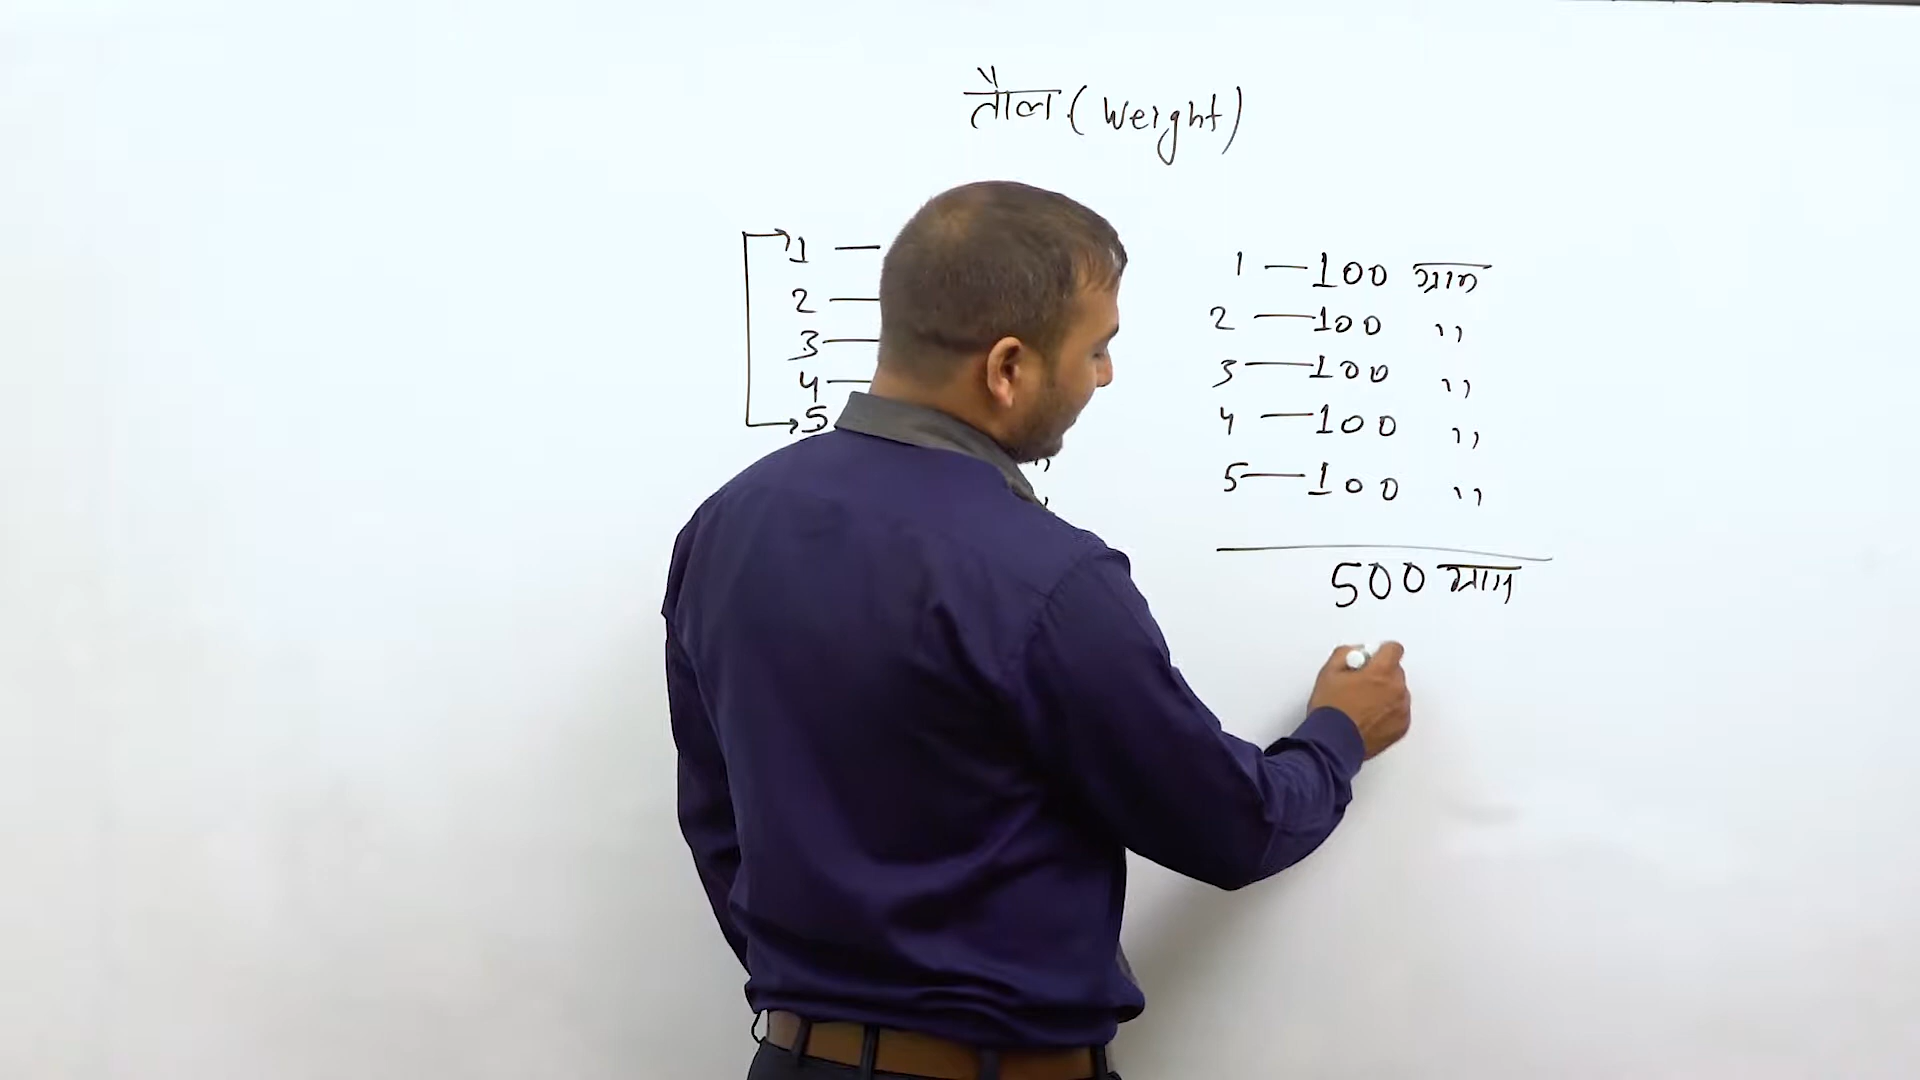 तौल (Weight)
1 —
2 —
3 —
4 —
5
,,
1 — 100 ग्राम
2 — 100 ,,
3 — 100 ,,
4 — 100 ,,
5 — 100 ,,
500 ग्राम